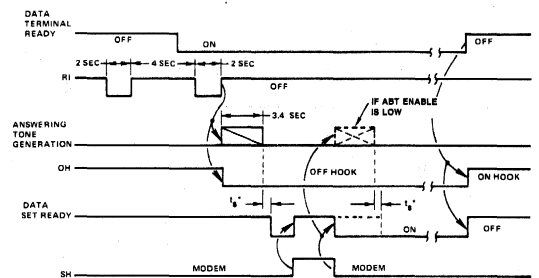 DATA
TERMINAL
READY
OFF
ON
OFF
2 SEC
4 SEC
2 SEC
RI
OFF
3.4 SEC
IF ABT ENABLE
IS LOW
ANSWERING
TONE
GENERATION
OH
OFF HOOK
ON HOOK
DATA
SET READY
ON
OFF
SH
MODEM
MODEM